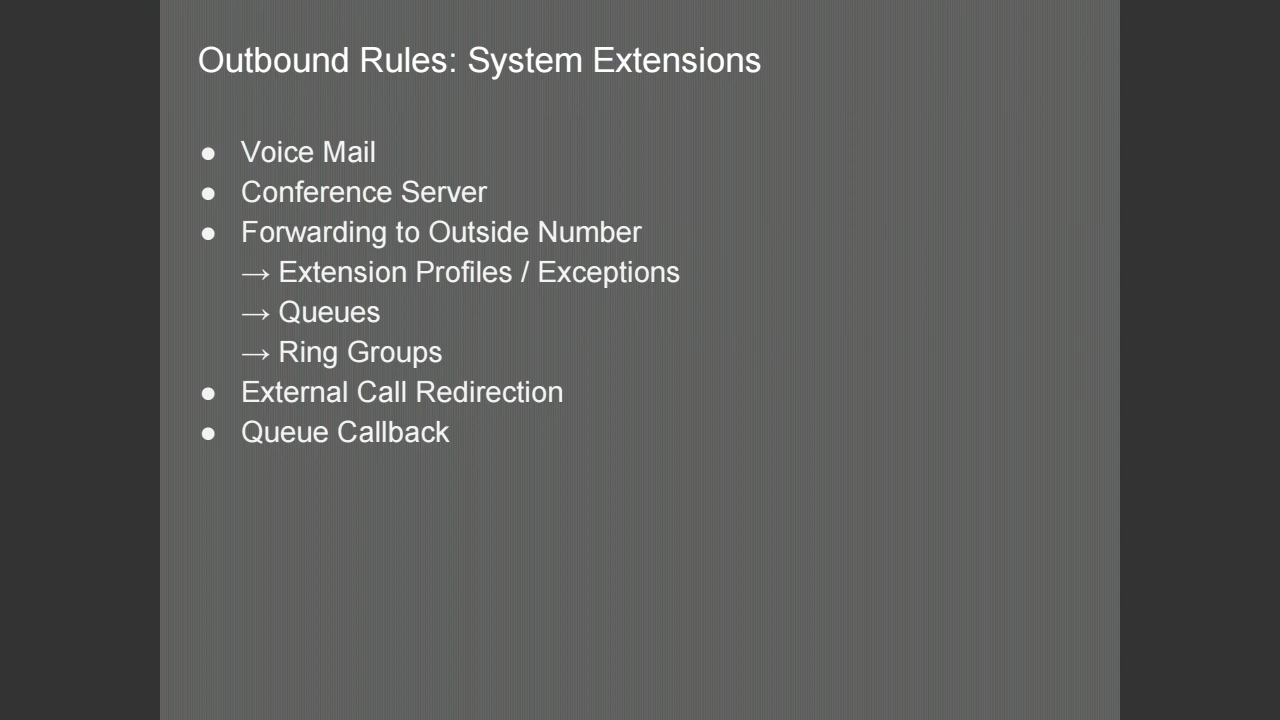 Outbound Rules: System Extensions
● Voice Mail
● Conference Server
● Forwarding to Outside Number
→ Extension Profiles / Exceptions
→ Queues
→ Ring Groups
● External Call Redirection
● Queue Callback